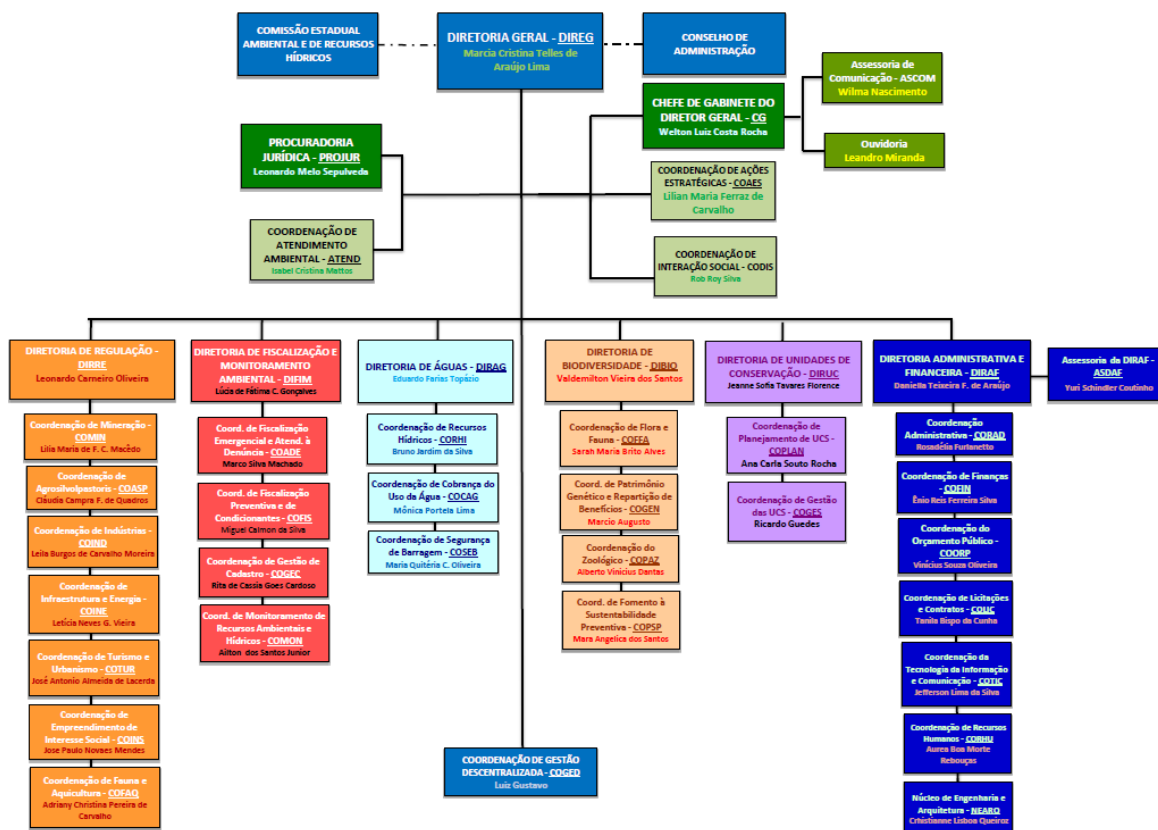 COMISSÃO ESTADUAL
AMBIENTAL E DE RECURSOS
HÍDRICOS
DIRETORIA GERAL - DIREG
Marcia Cristina Telles de
Araújo Lima
CONSELHO DE
ADMINISTRAÇÃO
Assessoria de
Comunicação - ASCOM
Wilma Nascimento
CHEFE DE GABINETE DO
DIRETOR GERAL - CG
Welton Luiz Costa Rocha
Ouvidoria
Leandro Miranda
PROCURADORIA
JURÍDICA - PROJUR
Leonardo Melo Sepulveda
COORDENAÇÃO DE AÇÕES
ESTRATÉGICAS - COAES
Lilian Maria Ferraz de
Carvalho
COORDENAÇÃO DE
ATENDIMENTO
AMBIENTAL - ATEND
Isabel Cristina Mattos
COORDENAÇÃO DE
INTERAÇÃO SOCIAL - CODIS
Rob Roy Silva
DIRETORIA DE REGULAÇÃO -
DIRRE
Leonardo Carneiro Oliveira
Coordenação de Mineração -
COMIN
Lilia Maria de F. C. Macêdo
Coordenação de
Agrosilvolpastoris - COASP
Cláudia Campra F. de Quadros
Coordenação de Indústrias -
COIND
Leila Burgos de Carvalho Moreira
Coordenação de
Infraestrutura e Energia -
COINE
Letícia Neves G. Vieira
Coordenação de Turismo e
Urbanismo - COTUR
José Antonio Almeida de Lacerda
Coordenação de
Empreendimento de
Interesse Social - COINS
Jose Paulo Novaes Mendes
Coordenação de Fauna e
Aquicultura - COFAQ
Adriany Christina Pereira de
Carvalho
DIRETORIA DE FISCALIZAÇÃO E
MONITORAMENTO
AMBIENTAL - DIFIM
Lúcia de Fátima C. Gonçalves
Coord. de Fiscalização
Emergencial e Atend. à
Denúncia - COADE
Marco Silva Machado
Coord. de Fiscalização
Preventiva e de
Condicionantes - COFIS
Miguel Calmon da Silva
Coordenação de Gestão de
Cadastro - COGEC
Rita de Cassia Goes Cardoso
Coord. de Monitoramento de
Recursos Ambientais e
Hídricos - COMON
Ailton dos Santos Junior
DIRETORIA DE ÁGUAS - DIRAG
Eduardo Farias Topázio
Coordenação de Recursos
Hídricos - CORHI
Bruno Jardim da Silva
Coordenação de Cobrança do
Uso da Água - COCAG
Mônica Portela Lima
Coordenação de Segurança
de Barragem - COSEB
Maria Quitéria C. Oliveira
DIRETORIA DE
BIODIVERSIDADE - DIBIO
Valdemilton Vieira dos Santos
Coordenação de Flora e
Fauna - COFFA
Sarah Maria Brito Alves
Coord. de Patrimônio
Genético e Repartição de
Benefícios - COGEN
Marcio Augusto
Coordenação do
Zoológico - COPAZ
Alberto Vinicius Dantas
Coord. de Fomento à
Sustentabilidade
Preventiva - COPSP
Mara Angelica dos Santos
DIRETORIA DE UNIDADES DE
CONSERVAÇÃO - DIRUC
Jeanne Sofia Tavares Florence
Coordenação de
Planejamento de UCS -
COPLAN
Ana Carla Souto Rocha
Coordenação de Gestão
das UCS - COGES
Ricardo Guedes
DIRETORIA ADMINISTRATIVA E
FINANCEIRA - DIRAF
Daniella Teixeira F. de Araújo
Assessoria da DIRAF -
ASDAF
Yuri Schindler Coutinho
Coordenação
Administrativa - CORAD
Rosadélia Furlanetto
Coordenação de Finanças -
COFIN
Ênio Reis Ferreira Silva
Coordenação do
Orçamento Público -
COORP
Vinicius Souza Oliveira
Coordenação de Licitações
e Contratos - COLIC
Tanila Bispo da Cunha
Coordenação da
Tecnologia da Informação
e Comunicação - COTIC
Jefferson Lima da Silva
Coordenação de Recursos
Humanos - CORHU
Aurea Boa Morte
Rebouças
Núcleo de Engenharia e
Arquitetura - NEARQ
Crhistianne Lisboa Queiroz
COORDENAÇÃO DE GESTÃO
DESCENTRALIZADA - COGED
Luiz Gustavo